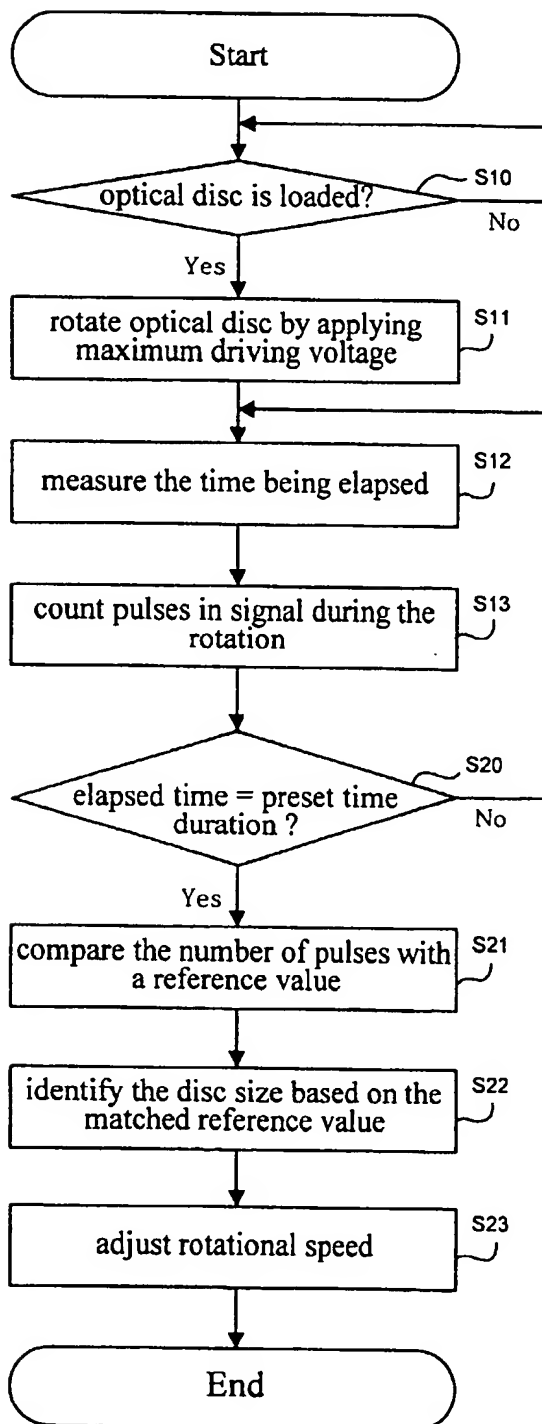 Start
optical disc is loaded?
S10
No
Yes
rotate optical disc by applying
maximum driving voltage
S11
measure the time being elapsed
S12
count pulses in signal during the
rotation
S13
elapsed time = preset time
duration ?
S20
No
Yes
compare the number of pulses with
a reference value
S21
identify the disc size based on the
matched reference value
S22
adjust rotational speed
S23
End